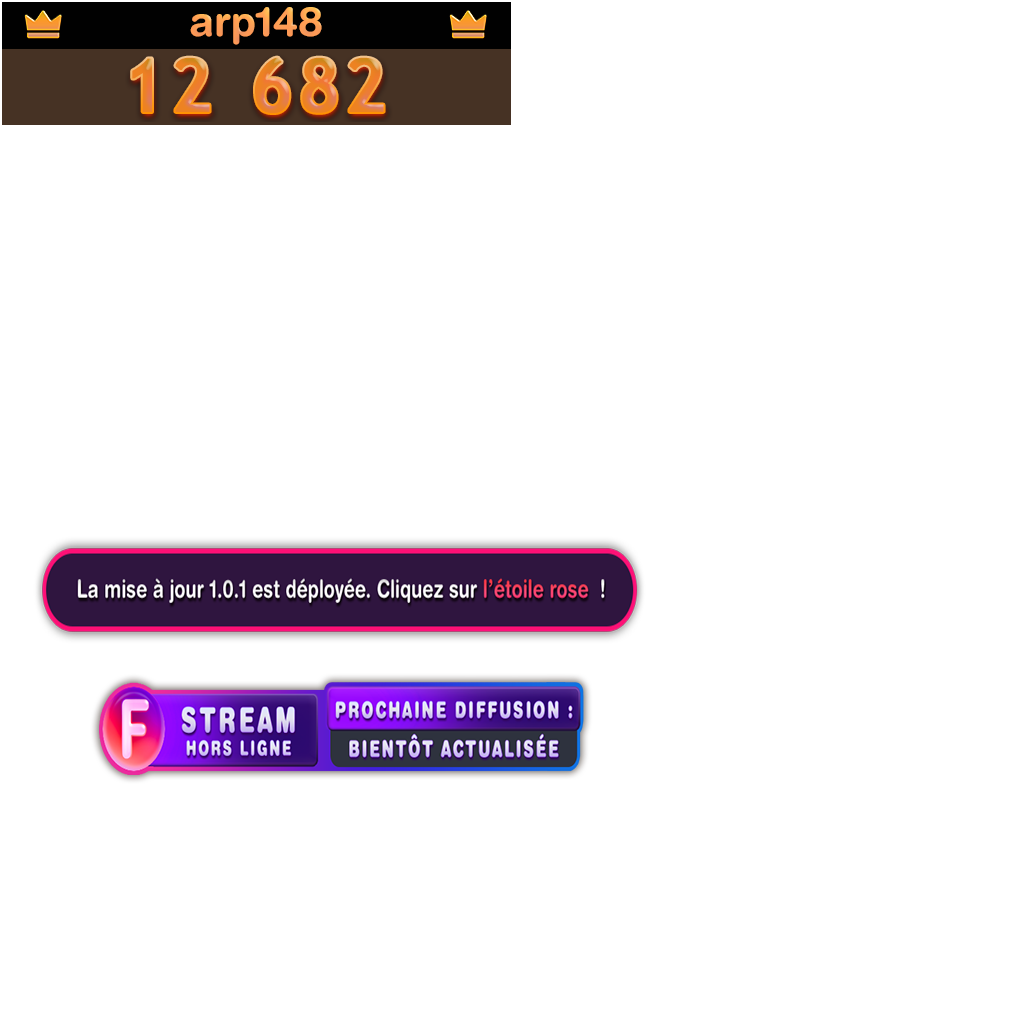 arp148
12 682
La mise à jour 1.0.1 est déployée. Cliquez sur l'étoile rose !
F
STREAM
HORS LIGNE
PROCHAINE DIFFUSION :
BIENTÔT ACTUALISÉE